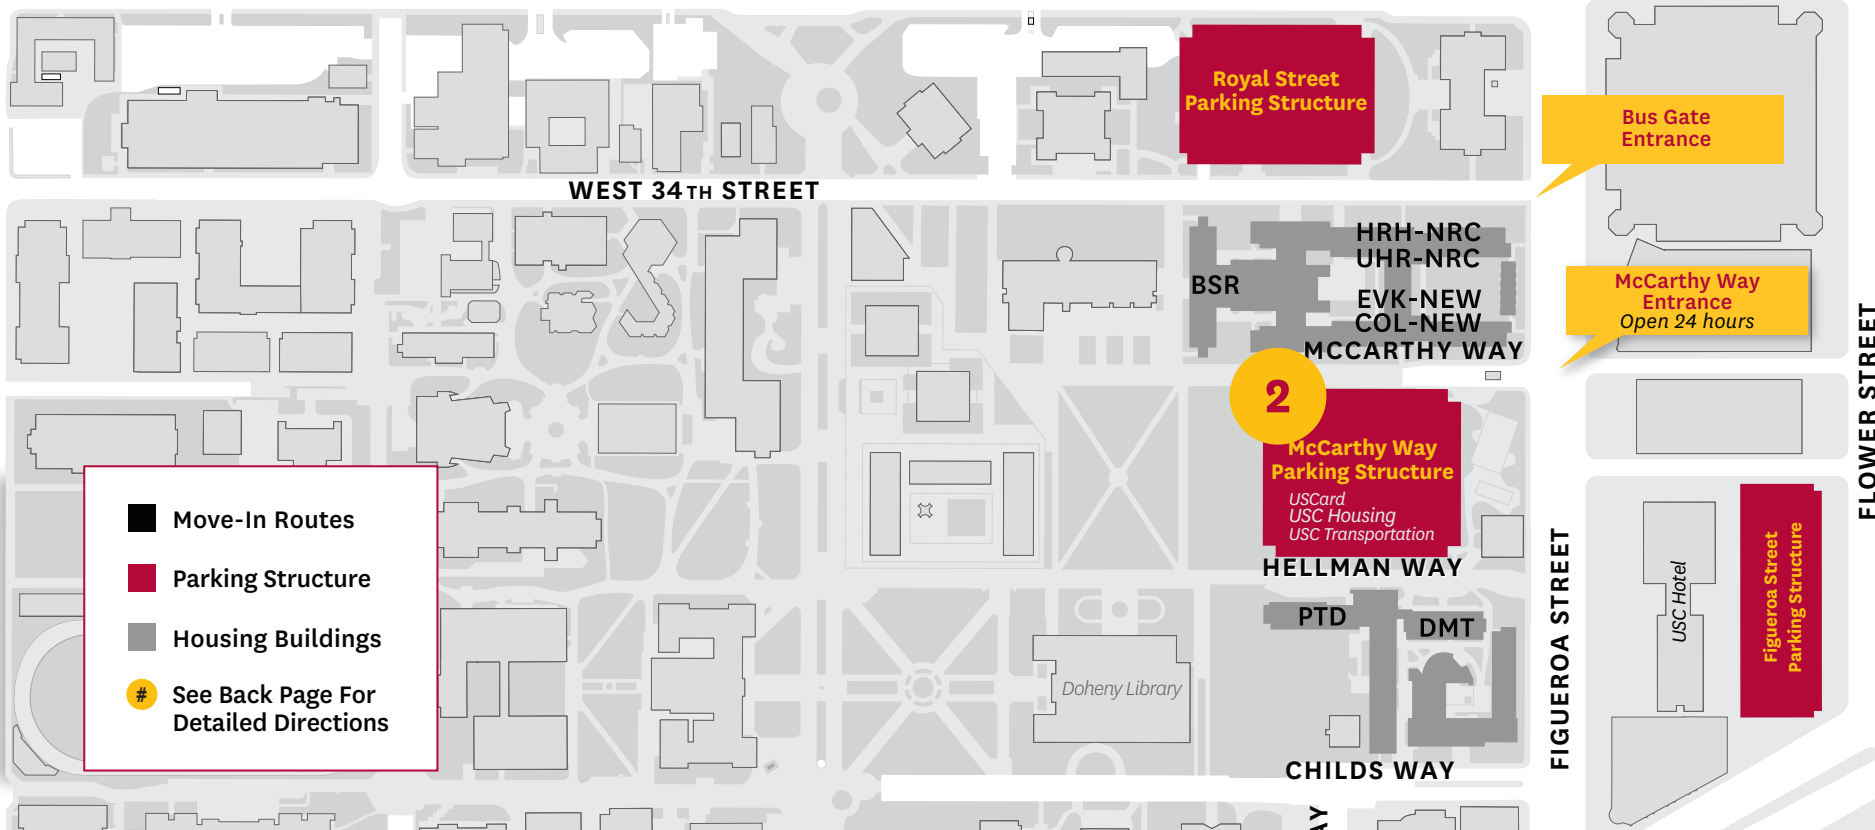 Royal Street
Parking Structure
Bus Gate
Entrance
WEST 34TH STREET
HRH-NRC
UHR-NRC
BSR
EVK-NEW
COL-NEW
MCCARTHY WAY
McCarthy Way
Entrance
Open 24 hours
FLOWER STREET
2
McCarthy Way
Parking Structure
USCard
USC Housing
USC Transportation
HELLMAN WAY
FIGUEROA STREET
USC Hotel
Figueroa Street
Parking Structure
PTD
DMT
Doheny Library
CHILDS WAY
AY
Move-In Routes
Parking Structure
Housing Buildings
# See Back Page For
Detailed Directions